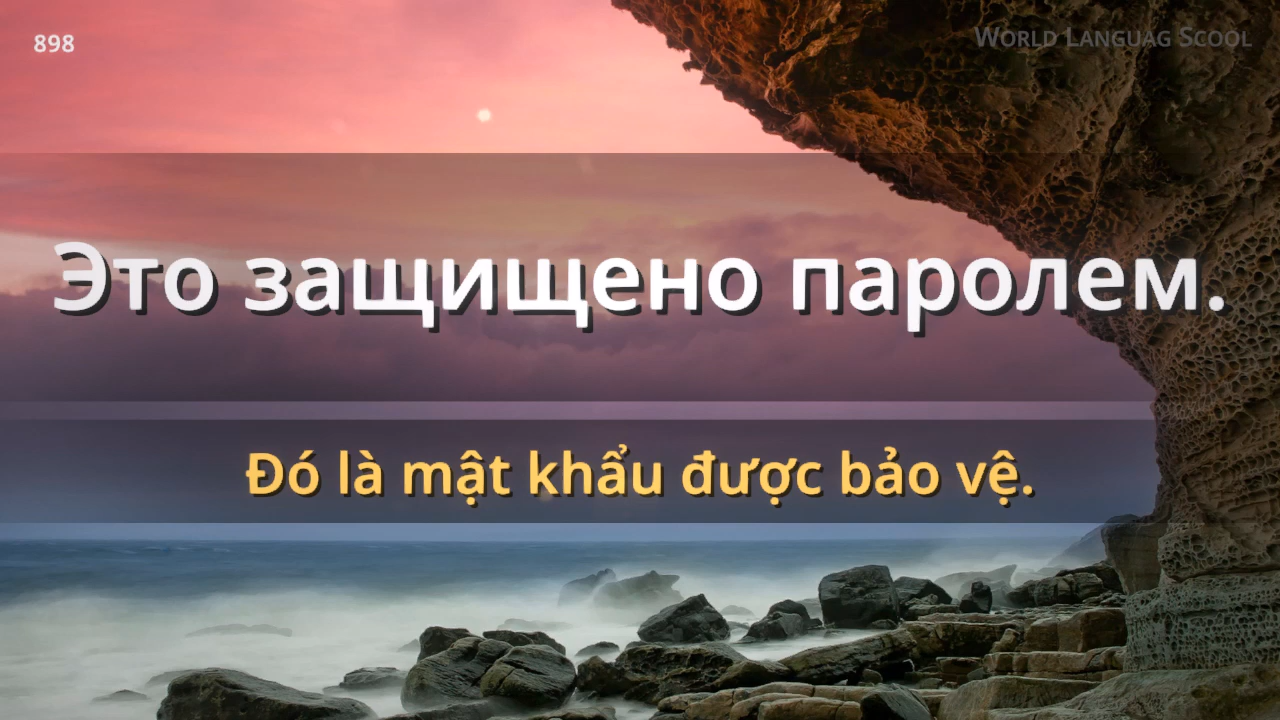 898
World Languag Scool
Это защищено паролем.
Đó là mật khẩu được bảo vệ.